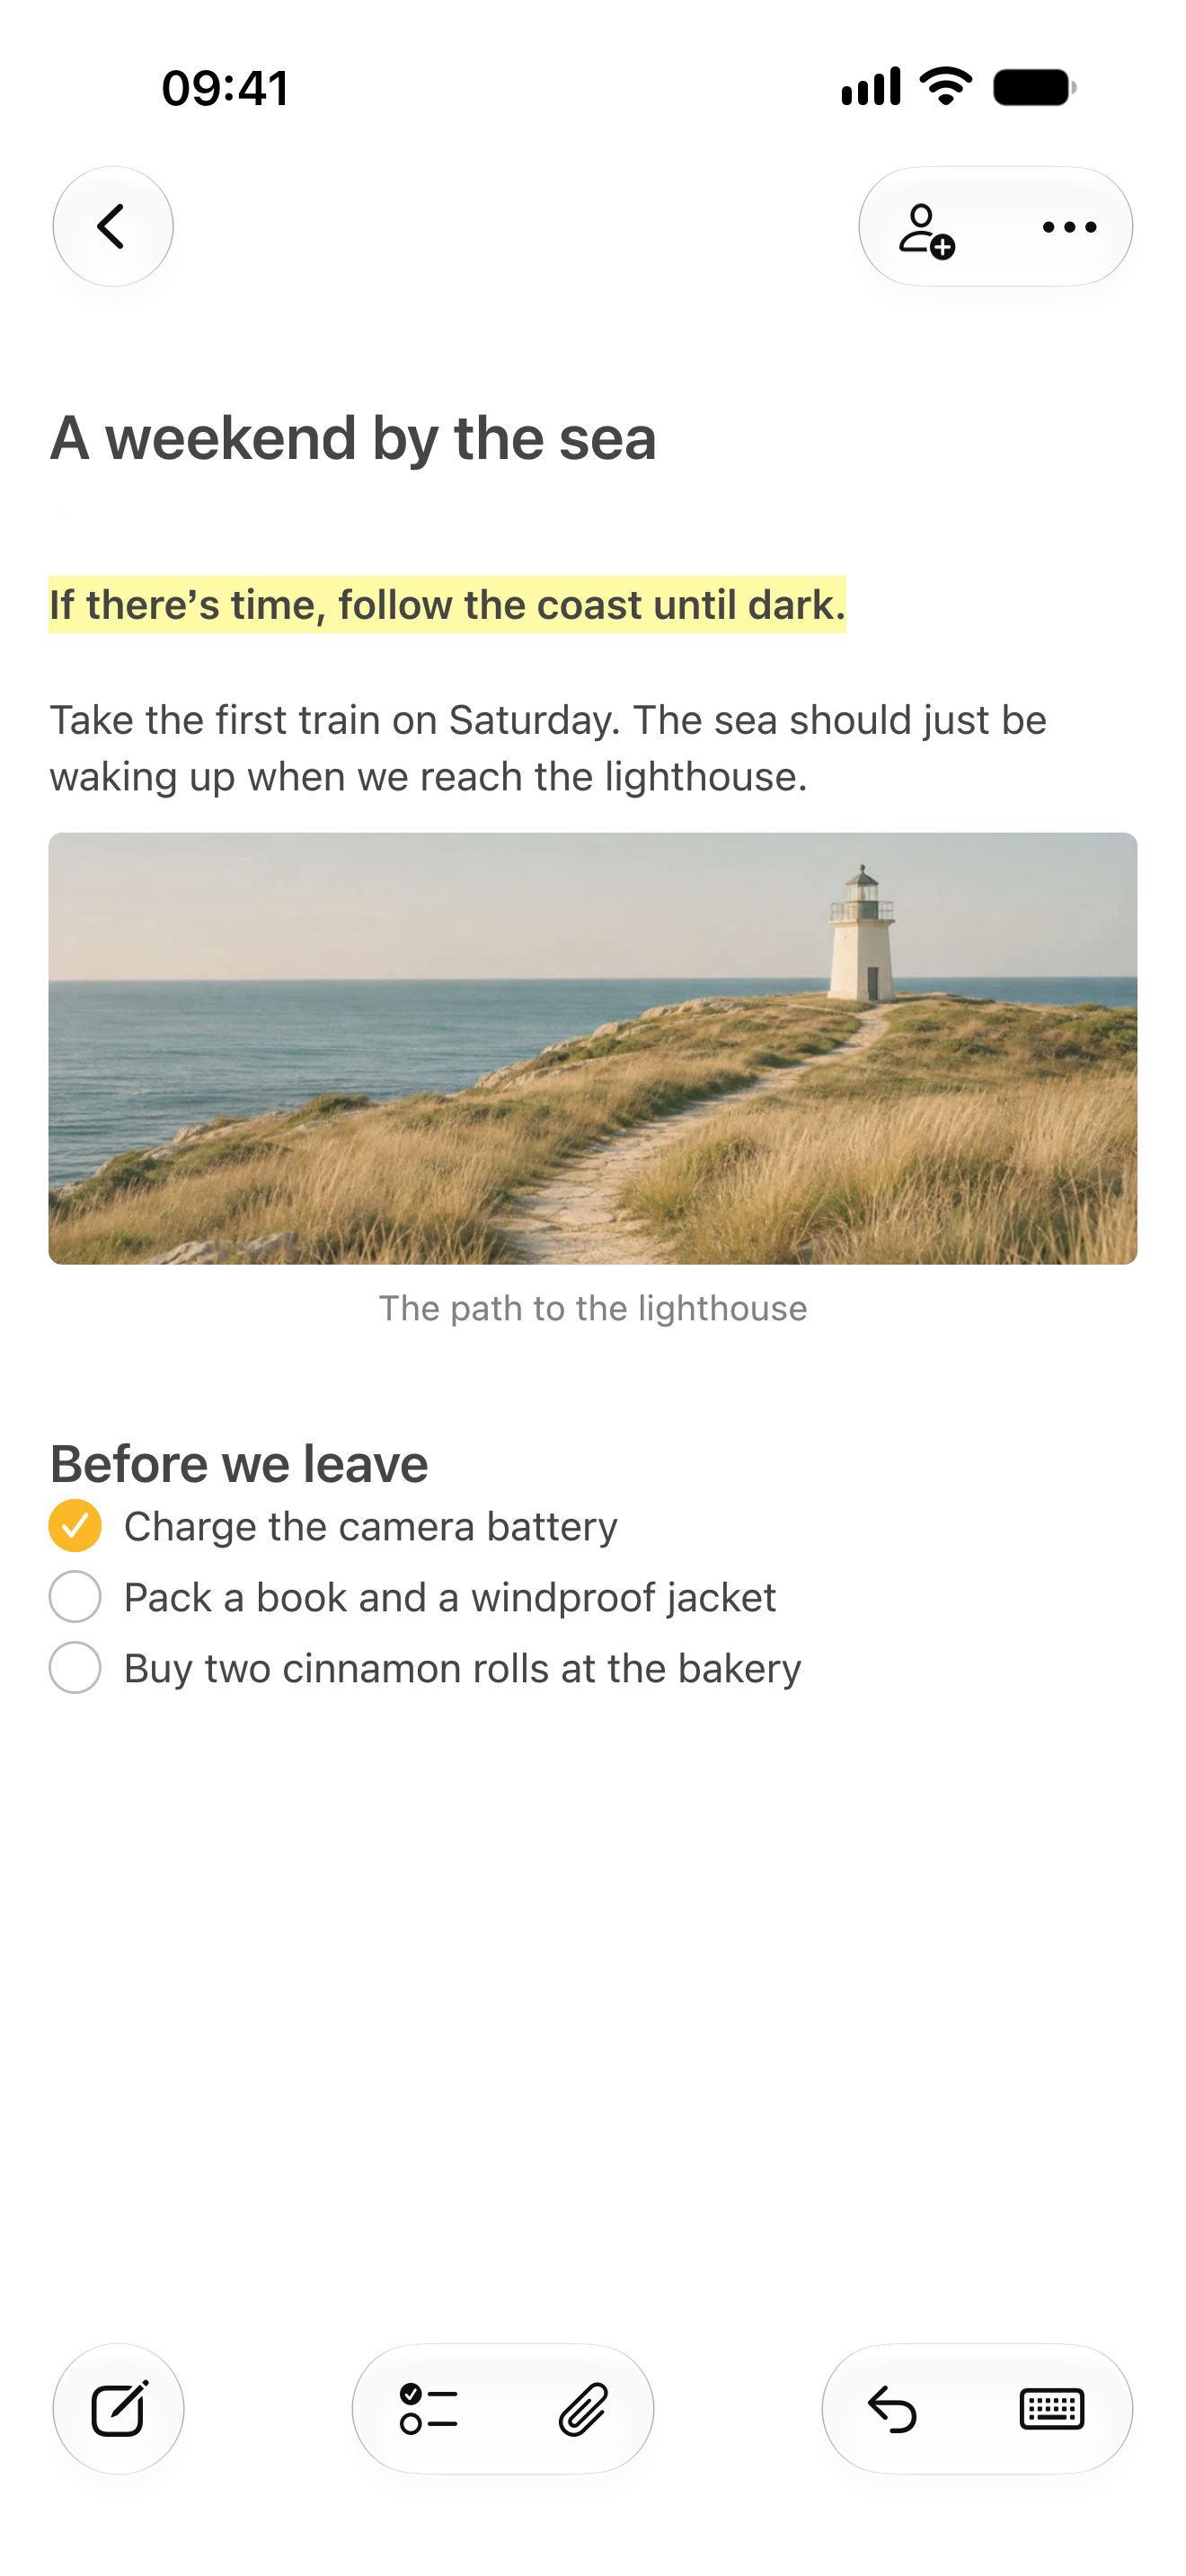 09:41
A weekend by the sea
If there’s time, follow the coast until dark.
Take the first train on Saturday. The sea should just be
waking up when we reach the lighthouse.
The path to the lighthouse
Before we leave
Charge the camera battery
Pack a book and a windproof jacket
Buy two cinnamon rolls at the bakery